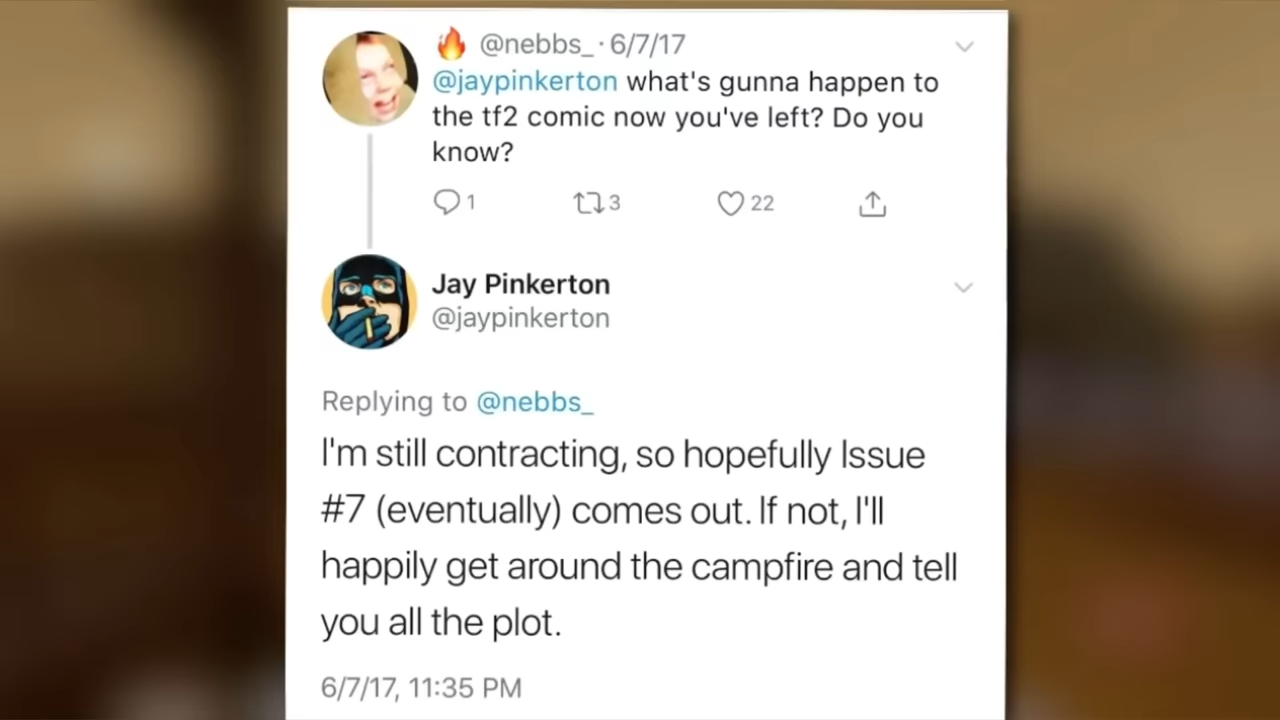 🔥 @nebbs_ · 6/7/17
@jaypinkerton what's gunna happen to
the tf2 comic now you've left? Do you
know?
1 3 22
Jay Pinkerton
@jaypinkerton
Replying to @nebbs_
I'm still contracting, so hopefully Issue
#7 (eventually) comes out. If not, I'll
happily get around the campfire and tell
you all the plot.
6/7/17, 11:35 PM